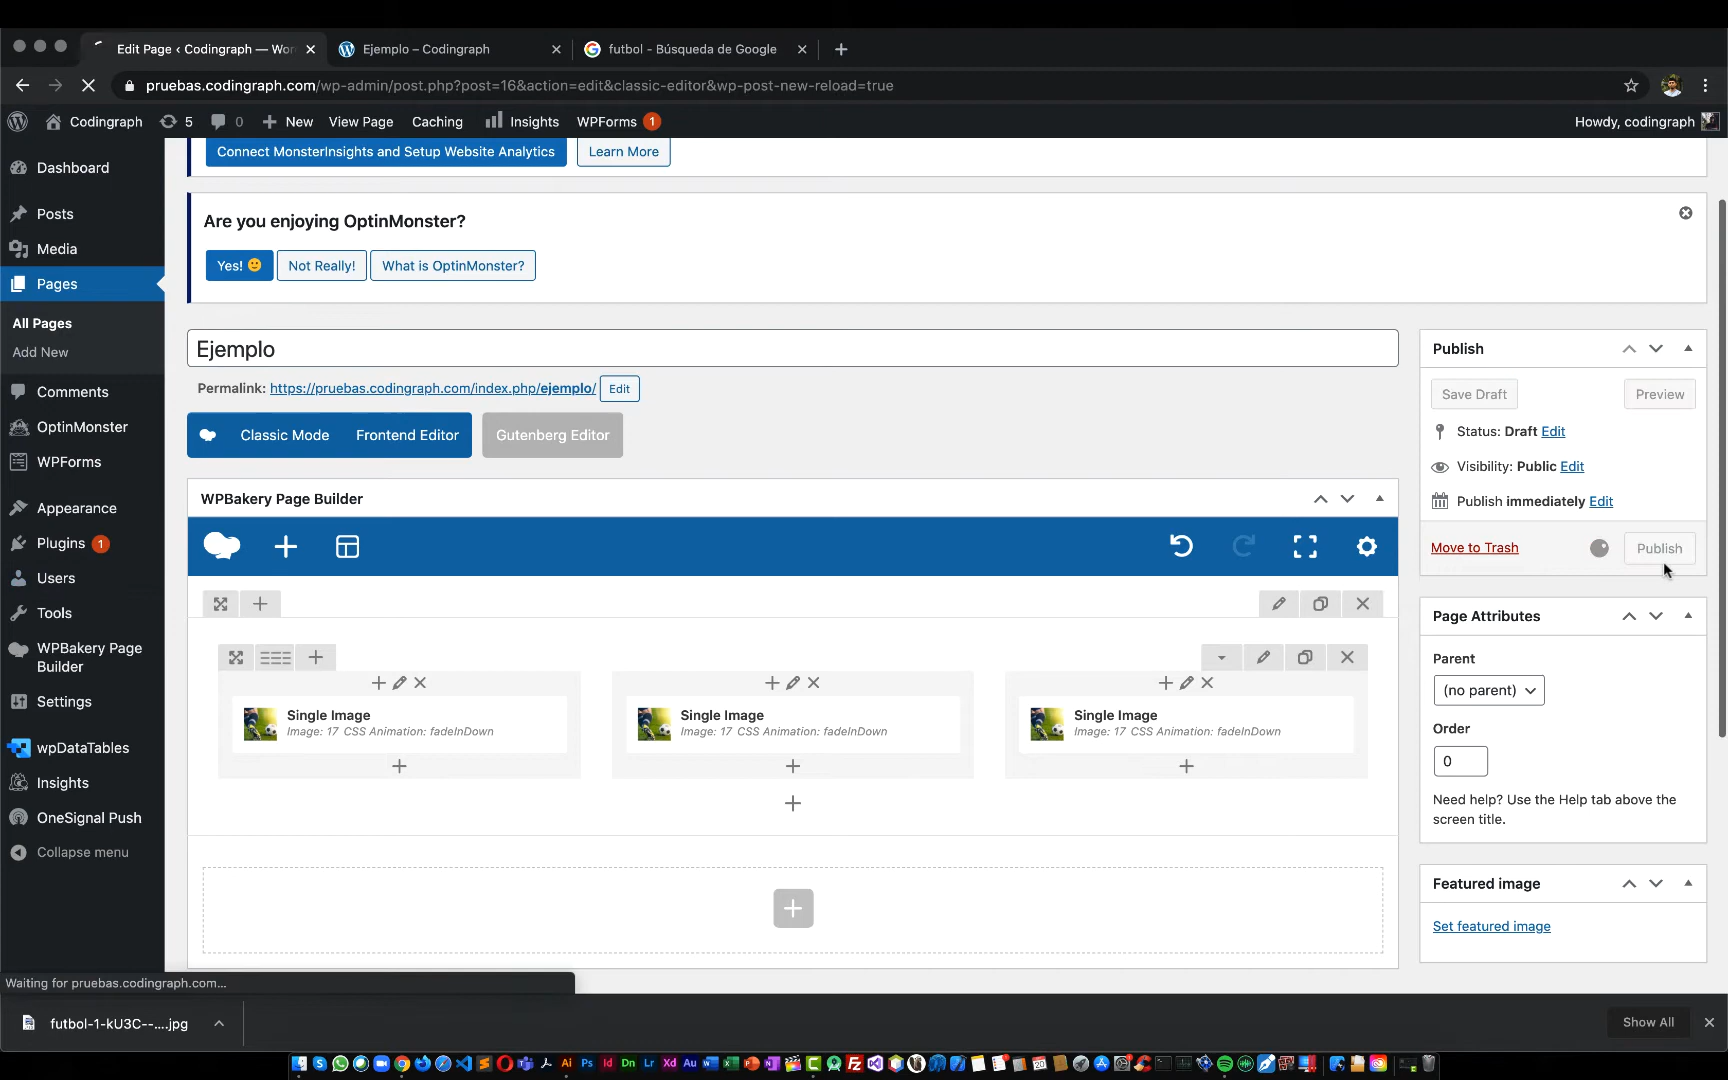 Edit Page ‹ Codingraph — Wor
Ejemplo – Codingraph
futbol - Búsqueda de Google
pruebas.codingraph.com/wp-admin/post.php?post=16&action=edit&classic-editor&wp-post-new-reload=true
Codingraph
5
0
New
View Page
Caching
Insights
WPForms 1
Howdy, codingraph
Dashboard
Posts
Media
Pages
All Pages
Add New
Comments
OptinMonster
WPForms
Appearance
Plugins 1
Users
Tools
WPBakery Page
Builder
Settings
wpDataTables
Insights
OneSignal Push
Collapse menu
Connect MonsterInsights and Setup Website Analytics
Learn More
Are you enjoying OptinMonster?
Yes! 🙂
Not Really!
What is OptinMonster?
Ejemplo
Permalink: https://pruebas.codingraph.com/index.php/ejemplo/ Edit
Classic Mode
Frontend Editor
Gutenberg Editor
WPBakery Page Builder
Single Image
Image: 17 CSS Animation: fadeInDown
Single Image
Image: 17 CSS Animation: fadeInDown
Single Image
Image: 17 CSS Animation: fadeInDown
Publish
Save Draft
Preview
Status: Draft Edit
Visibility: Public Edit
Publish immediately Edit
Move to Trash
Publish
Page Attributes
Parent
(no parent)
Order
0
Need help? Use the Help tab above the
screen title.
Featured image
Set featured image
Waiting for pruebas.codingraph.com...
futbol-1-kU3C--....jpg
Show All